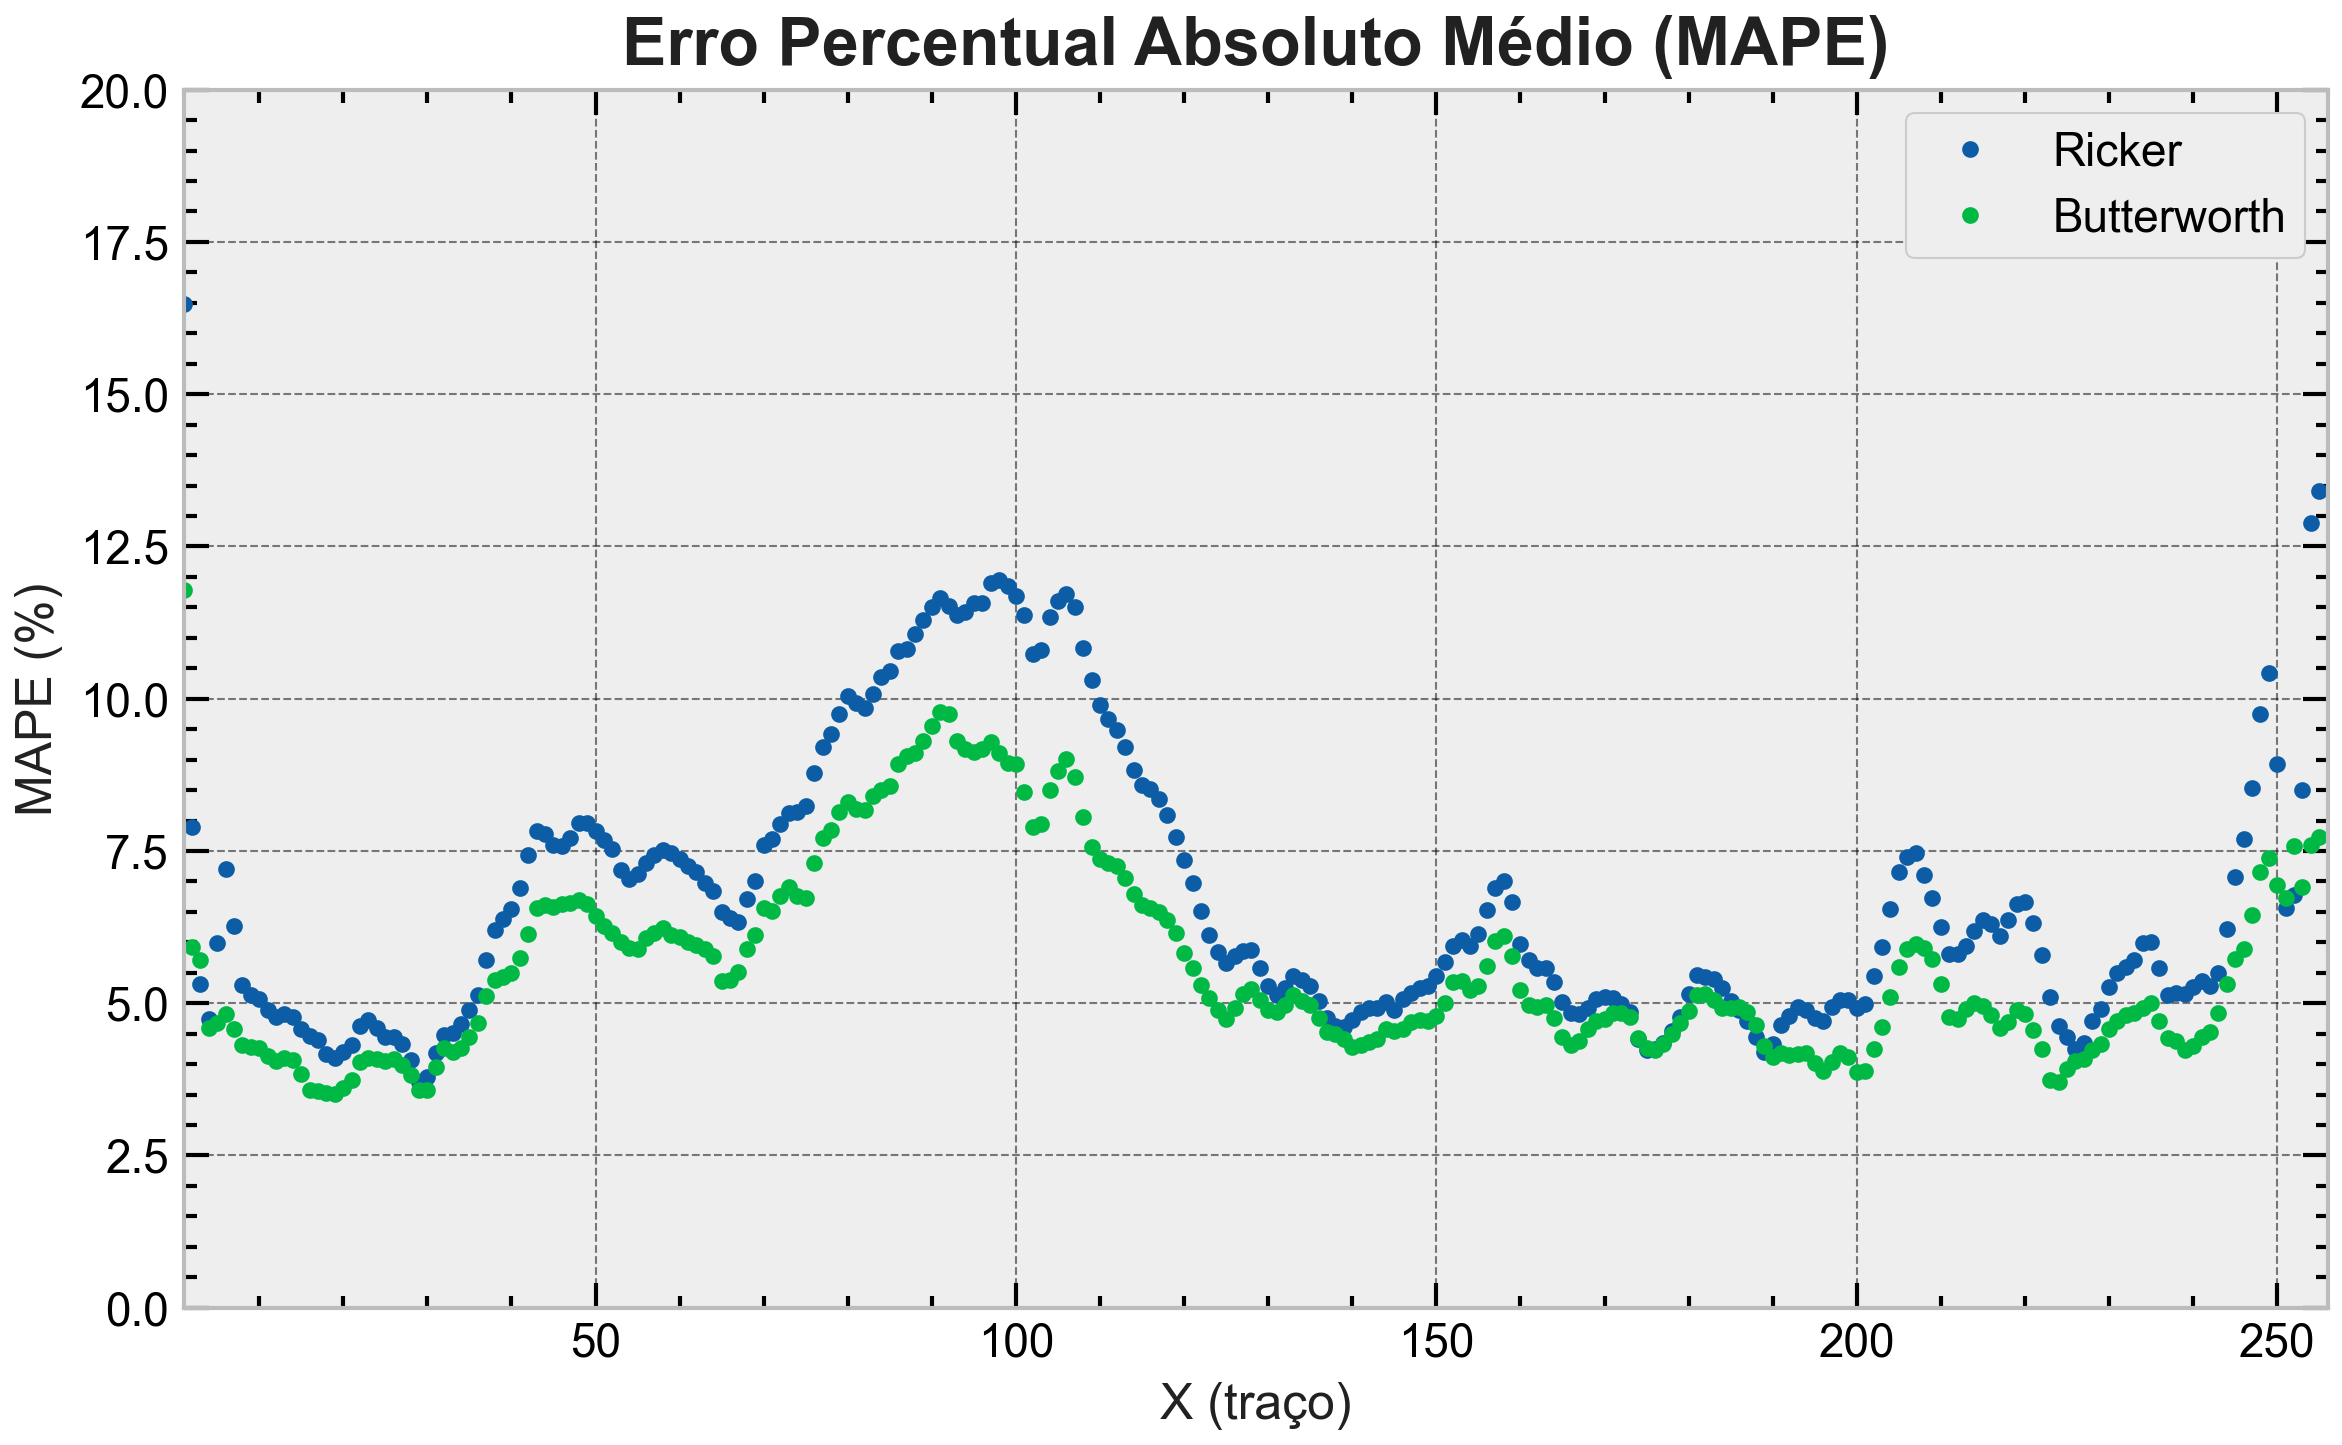 Erro Percentual Absoluto Médio (MAPE)
20.0
17.5
15.0
12.5
10.0
7.5
5.0
2.5
0.0
MAPE (%)
Ricker
Butterworth
50 100 150 200 250
X (traço)